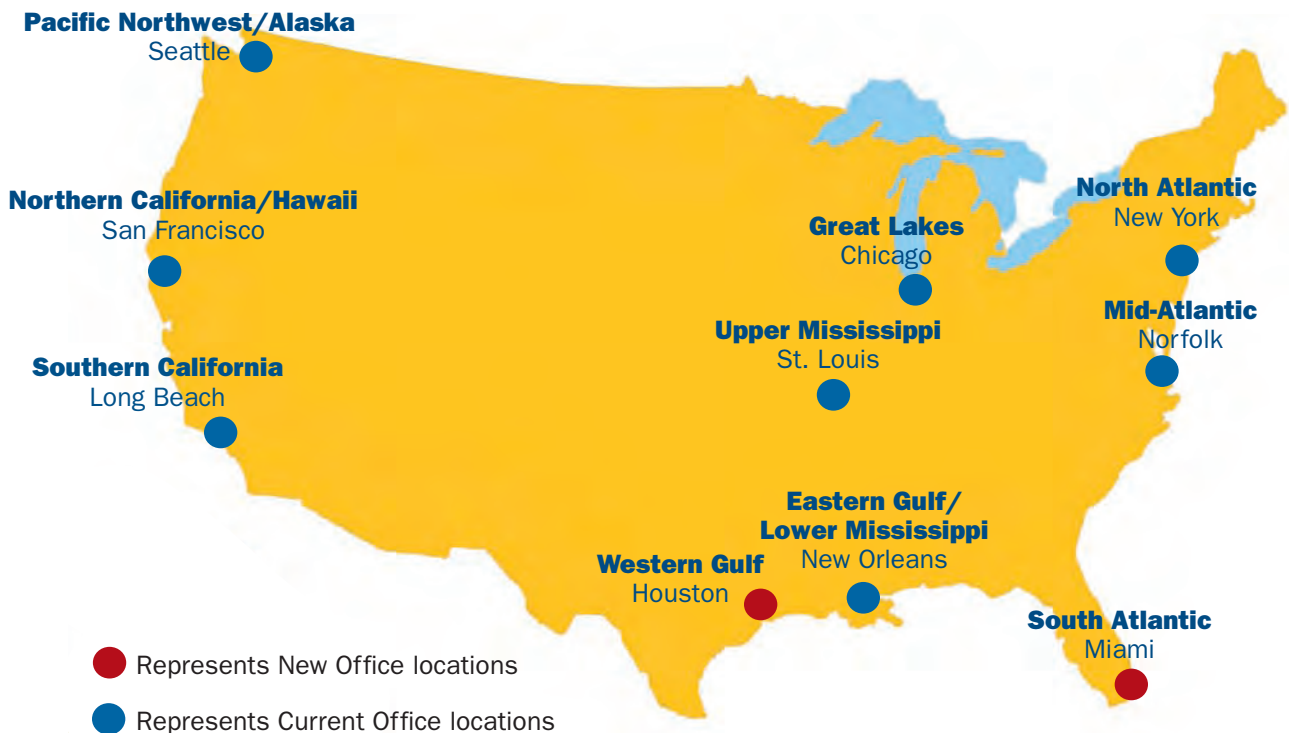 Pacific Northwest/Alaska
Seattle
Northern California/Hawaii
San Francisco
Southern California
Long Beach
Great Lakes
Chicago
Upper Mississippi
St. Louis
North Atlantic
New York
Mid-Atlantic
Norfolk
Eastern Gulf/
Lower Mississippi
New Orleans
Western Gulf
Houston
South Atlantic
Miami
Represents New Office locations
Represents Current Office locations